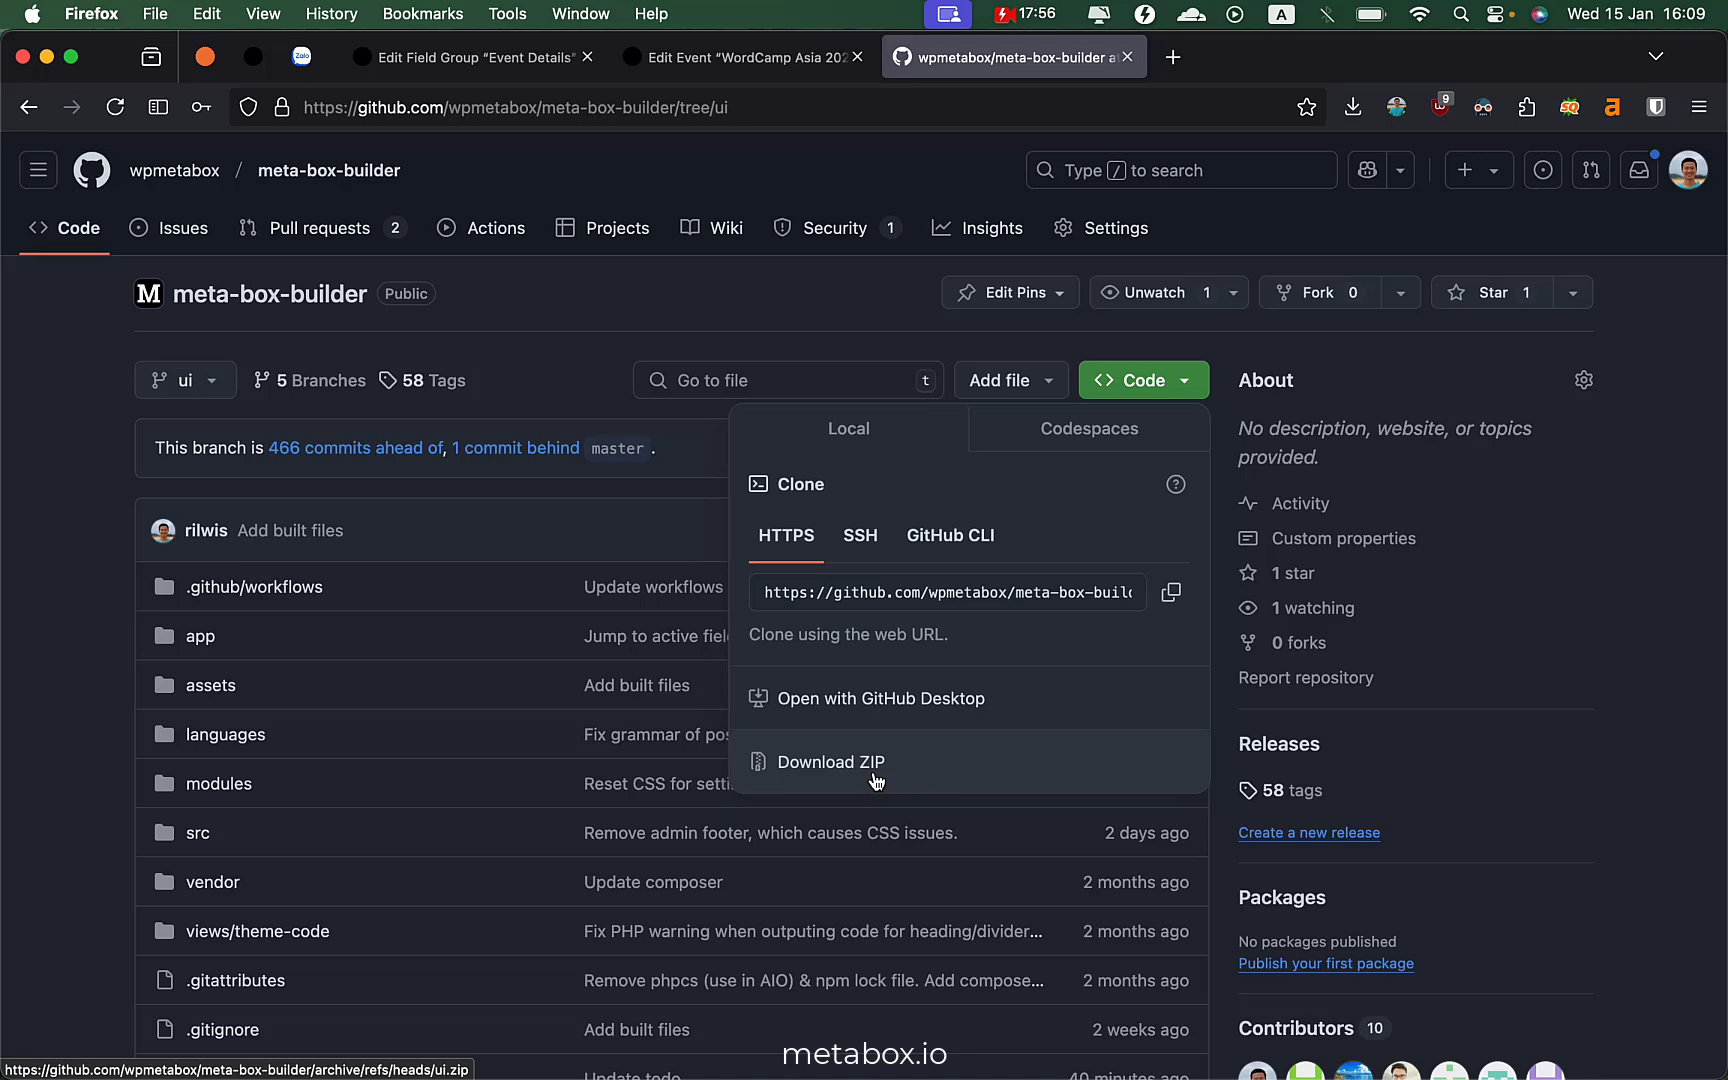 Firefox File Edit View History Bookmarks Tools Window Help 17:56 A Wed 15 Jan 16:09
Zalo Edit Field Group “Event Details” Edit Event “WordCamp Asia 202 wpmetabox/meta-box-builder a
https://github.com/wpmetabox/meta-box-builder/tree/ui 9
wpmetabox / meta-box-builder Type / to search
Code Issues Pull requests 2 Actions Projects Wiki Security 1 Insights Settings
M meta-box-builder Public Edit Pins Unwatch 1 Fork 0 Star 1
ui 5 Branches 58 Tags Go to file t Add file Code About
Local Codespaces
No description, website, or topics
provided.
This branch is 466 commits ahead of, 1 commit behind master .
Clone
Activity
rilwis Add built files
HTTPS SSH GitHub CLI
Custom properties
1 star
.github/workflows Update workflows
https://github.com/wpmetabox/meta-box-builc
1 watching
app Jump to active fiel
Clone using the web URL.
0 forks
Report repository
assets Add built files
Open with GitHub Desktop
languages Fix grammar of po
Releases
Download ZIP
modules Reset CSS for setti
58 tags
src Remove admin footer, which causes CSS issues. 2 days ago
Create a new release
vendor Update composer 2 months ago
Packages
views/theme-code Fix PHP warning when outputing code for heading/divider... 2 months ago
No packages published
Publish your first package
.gitattributes Remove phpcs (use in AIO) & npm lock file. Add compose... 2 months ago
.gitignore Add built files 2 weeks ago
Contributors 10
metabox.io
https://github.com/wpmetabox/meta-box-builder/archive/refs/heads/ui.zip
Update todo 40 minutes ago